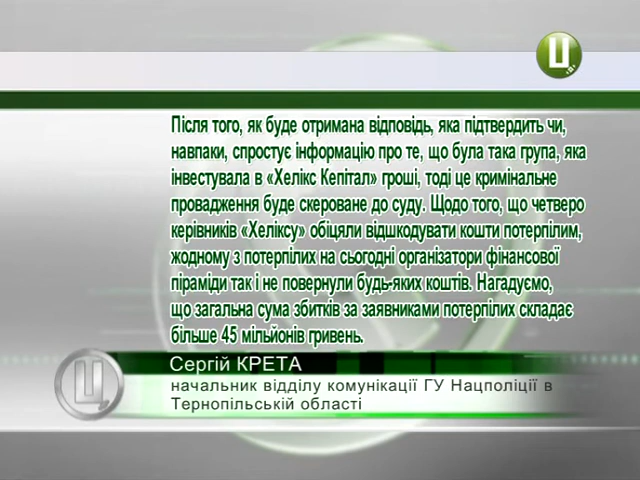 Ц
Після того, як буде отримана відповідь, яка підтвердить чи,
навпаки, спростує інформацію про те, що була така група, яка
інвестувала в «Хелікс Кепітал» гроші, тоді це кримінальне
провадження буде скероване до суду. Щодо того, що четверо
керівників «Хеліксу» обіцяли відшкодувати кошти потерпілим,
жодному з потерпілих на сьогодні організатори фінансової
піраміди так і не повернули будь-яких коштів. Нагадуємо,
що загальна сума збитків за заявниками потерпілих складає
більше 45 мільйонів гривень.
Сергій КРЕТА
начальник відділу комунікації ГУ Нацполіції в
Тернопільській області
Ц